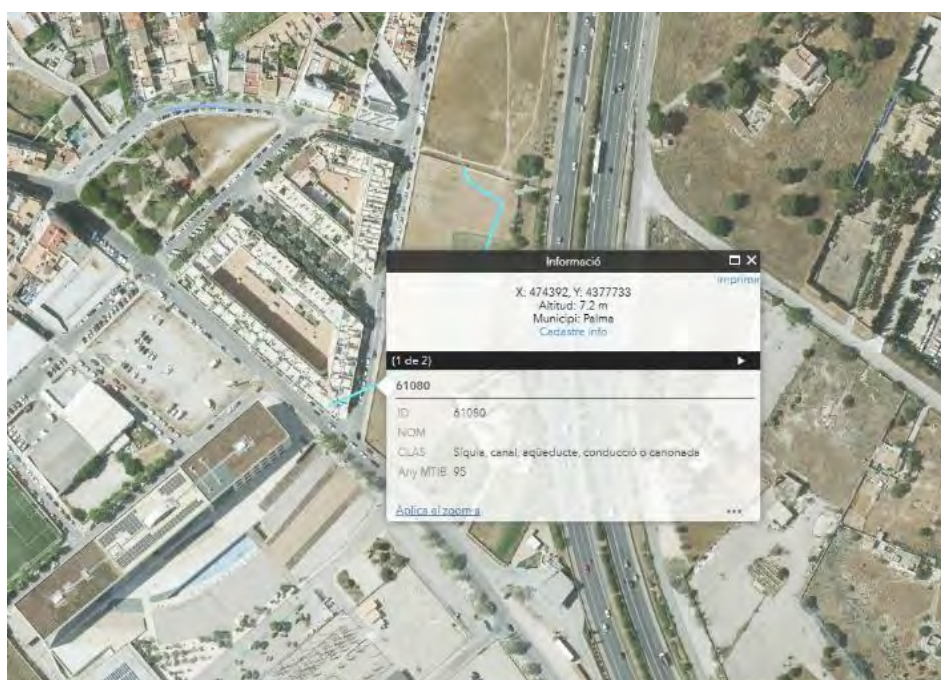 Informació
imprimir
X: 474392, Y: 4377733
Altitud: 7.2 m
Municipi: Palma
Cadastre info
(1 de 2)
61080
ID 61080
NOM
CLAS Síquia, canal, aqüeducte, conducció o canonada
Any MTIB 95
Aplica el zoom a